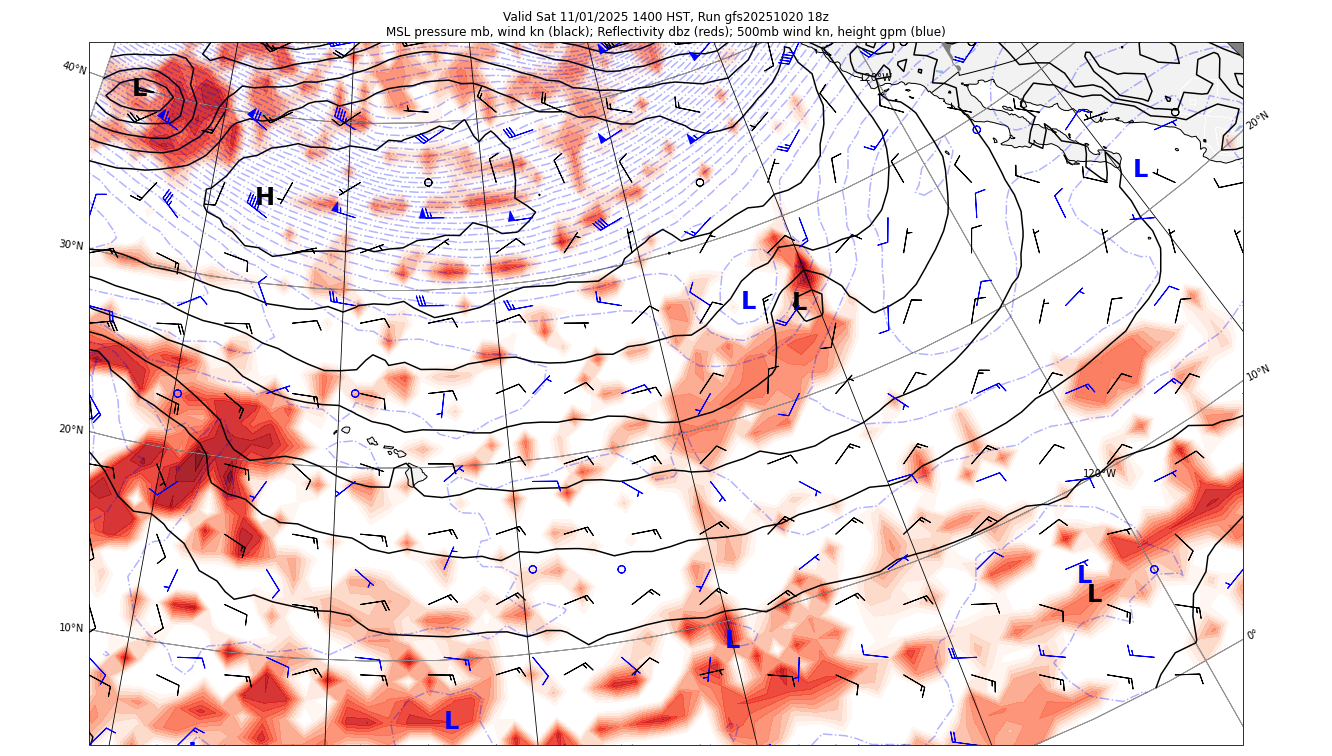 Valid Sat 11/01/2025 1400 HST, Run gfs20251020 18z
MSL pressure mb, wind kn (black); Reflectivity dbz (reds); 500mb wind kn, height gpm (blue)
40°N
120°W
L
20°N
L
H
30°N
L
L
10°N
20°N
120°W
L
L
10°N
0°
L
L